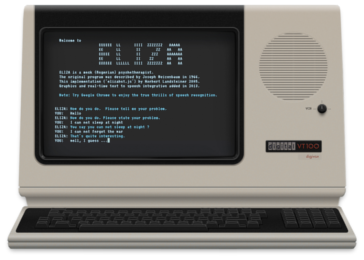 Welcome to
EEEEEE LL IIII ZZZZZZZ AAAAA
EE LL II ZZ AA AA
EEEEE LL II ZZZ AAAAAAA
EE LL II ZZ AA AA
EEEEEE LLLLLL IIII ZZZZZZZ AA AA
ELIZA is a mock Rogerian psychotherapist.
The original program was described by Joseph Weizenbaum in 1966.
This implementation ('elizabot.js') by Norbert Landsteiner 2005.
Graphics and real-time text to speech integration added in 2013.
Note: Try Google Chrome to enjoy the true thrills of speech recognition.
ELIZA: How do you do. Please tell me your problem.
YOU: Hello
ELIZA: How do you do. Please state your problem.
YOU: I can not sleep at night
ELIZA: You say you can not sleep at night ?
YOU: I can not forget the war
ELIZA: That's quite interesting.
YOU: well, i guess ...
VT100